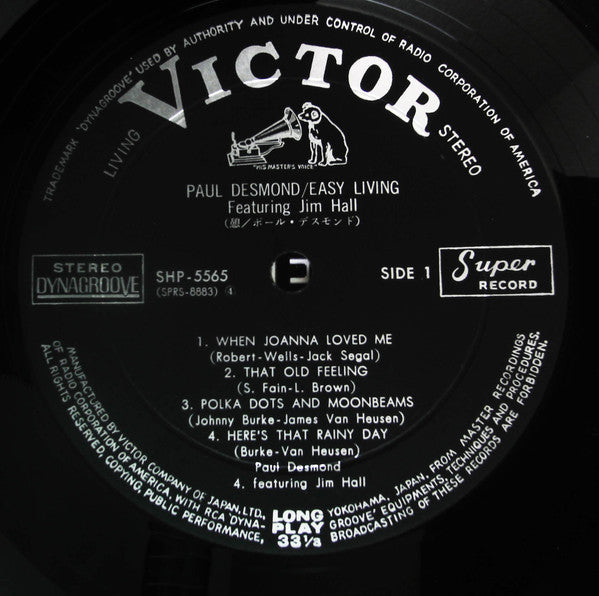 TRADEMARK 'DYNAGROOVE' USED BY AUTHORITY AND UNDER CONTROL OF RADIO CORPORATION OF AMERICA
LIVING VICTOR STEREO
"HIS MASTER'S VOICE"
PAUL DESMOND/EASY LIVING
Featuring Jim Hall
(憩/ポール・デスモンド)
STEREO
DYNAGROOVE
SHP-5565
(SPRS-8883) ④
SIDE 1
Super
RECORD
1. WHEN JOANNA LOVED ME
(Robert-Wells-Jack Segal)
2. THAT OLD FEELING
(S. Fain-L. Brown)
3. POLKA DOTS AND MOONBEAMS
(Johnny Burke-James Van Heusen)
4. HERE'S THAT RAINY DAY
(Burke-Van Heusen)
Paul Desmond
4. featuring Jim Hall
MANUFACTURED BY VICTOR COMPANY OF JAPAN, LTD., YOKOHAMA, JAPAN, FROM MASTER RECORDINGS
OF RADIO CORPORATION OF AMERICA, WITH RCA 'DYNA-GROOVE' EQUIPMENTS, TECHNIQUES AND PROCEDURES.
ALL RIGHTS RESERVED, COPYING, PUBLIC PERFORMANCE, BROADCASTING OF THESE RECORDS ARE FORBIDDEN.
LONG
PLAY
33⅓